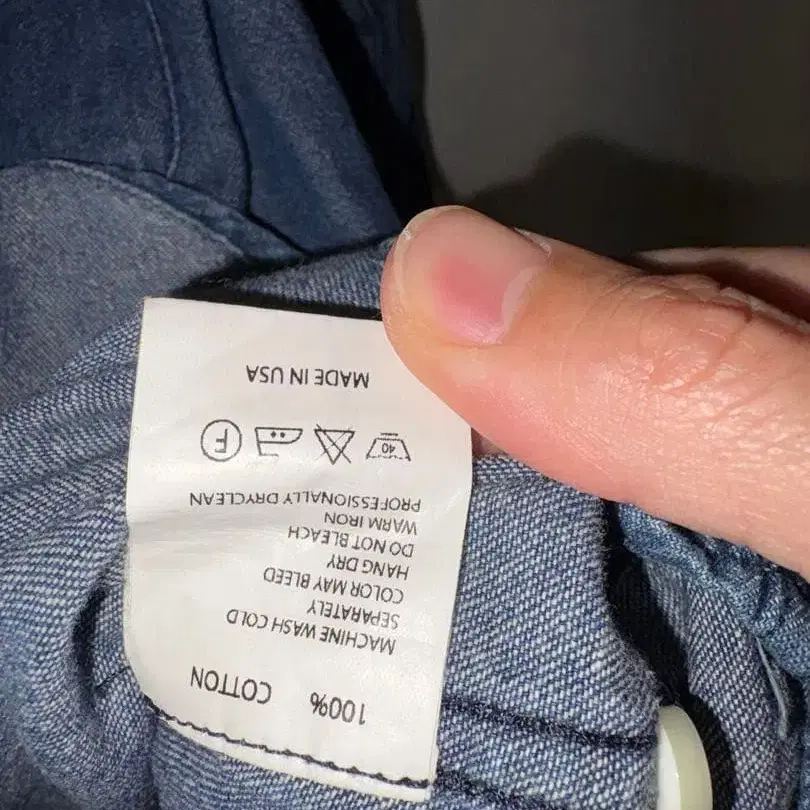 100% COTTON
MACHINE WASH COLD
SEPARATELY
COLOR MAY BLEED
HANG DRY
DO NOT BLEACH
WARM IRON
PROFESSIONALLY DRYCLEAN
40 F
MADE IN USA